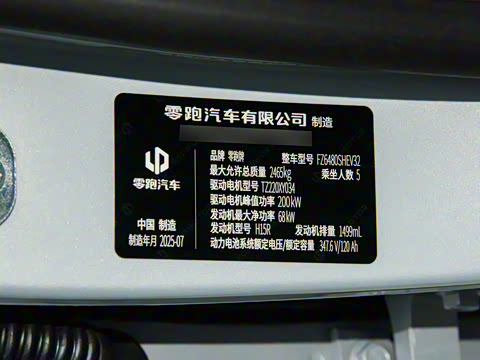 零跑汽车有限公司 制造
品牌 零跑牌 整车型号 FZ6480SHEV32
最大允许总质量 2465kg 乘坐人数 5
驱动电机型号 TZ220XY034
驱动电机峰值功率 200kW
发动机最大净功率 68kW
发动机型号 H15R 发动机排量 1499mL
动力电池系统额定电压/额定容量 347.6 V/120 Ah
零跑汽车
中国 制造
制造年月 2025-07